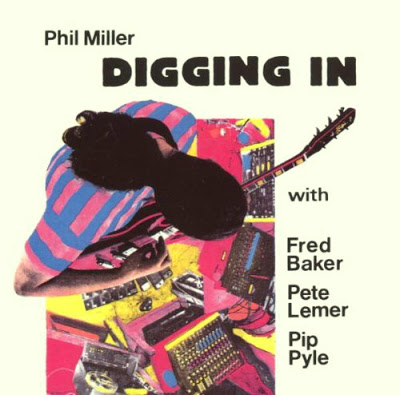 Phil Miller
DIGGING IN
with
Fred
Baker
Pete
Lemer
Pip
Pyle